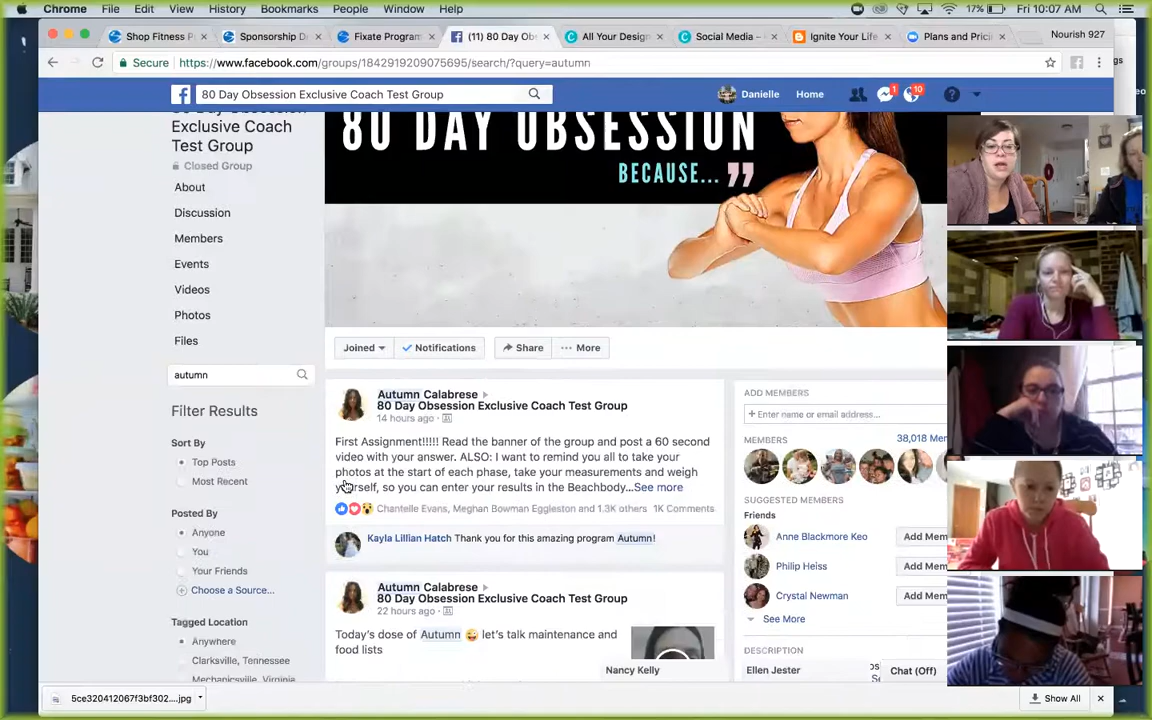 Chrome File Edit View History Bookmarks People Window Help 17% Fri 10:07 AM
Shop Fitness P Sponsorship D Fixate Program (11) 80 Day Ob All Your Design Social Media – Ignite Your Life Plans and Prici Nourish 927
Secure https://www.facebook.com/groups/1842919209075695/search/?query=autumn
80 Day Obsession Exclusive Coach Test Group Danielle Home 1 10
80 DAY OBSESSION
BECAUSE... ”
Exclusive Coach
Test Group
Closed Group
About
Discussion
Members
Events
Videos
Photos
Files
autumn
Filter Results
Sort By
Top Posts
Most Recent
Posted By
Anyone
You
Your Friends
Choose a Source...
Tagged Location
Anywhere
Clarksville, Tennessee
Mechanicsville, Virginia
Joined Notifications Share More
Autumn Calabrese
80 Day Obsession Exclusive Coach Test Group
14 hours ago
First Assignment!!!!! Read the banner of the group and post a 60 second
video with your answer. ALSO: I want to remind you all to take your
photos at the start of each phase, take your measurements and weigh
yourself, so you can enter your results in the Beachbody...See more
Chantelle Evans, Meghan Bowman Eggleston and 1.3K others 1K Comments
Kayla Lillian Hatch Thank you for this amazing program Autumn!
Autumn Calabrese
80 Day Obsession Exclusive Coach Test Group
22 hours ago
Today's dose of Autumn let's talk maintenance and
food lists
ADD MEMBERS
+ Enter name or email address...
MEMBERS 38,018 Mem
SUGGESTED MEMBERS
Friends
Anne Blackmore Keo Add Mem
Philip Heiss Add Mem
Crystal Newman Add Mem
See More
DESCRIPTION
Nancy Kelly
Ellen Jester
Chat (Off)
5ce320412067f3bf302....jpg
Show All